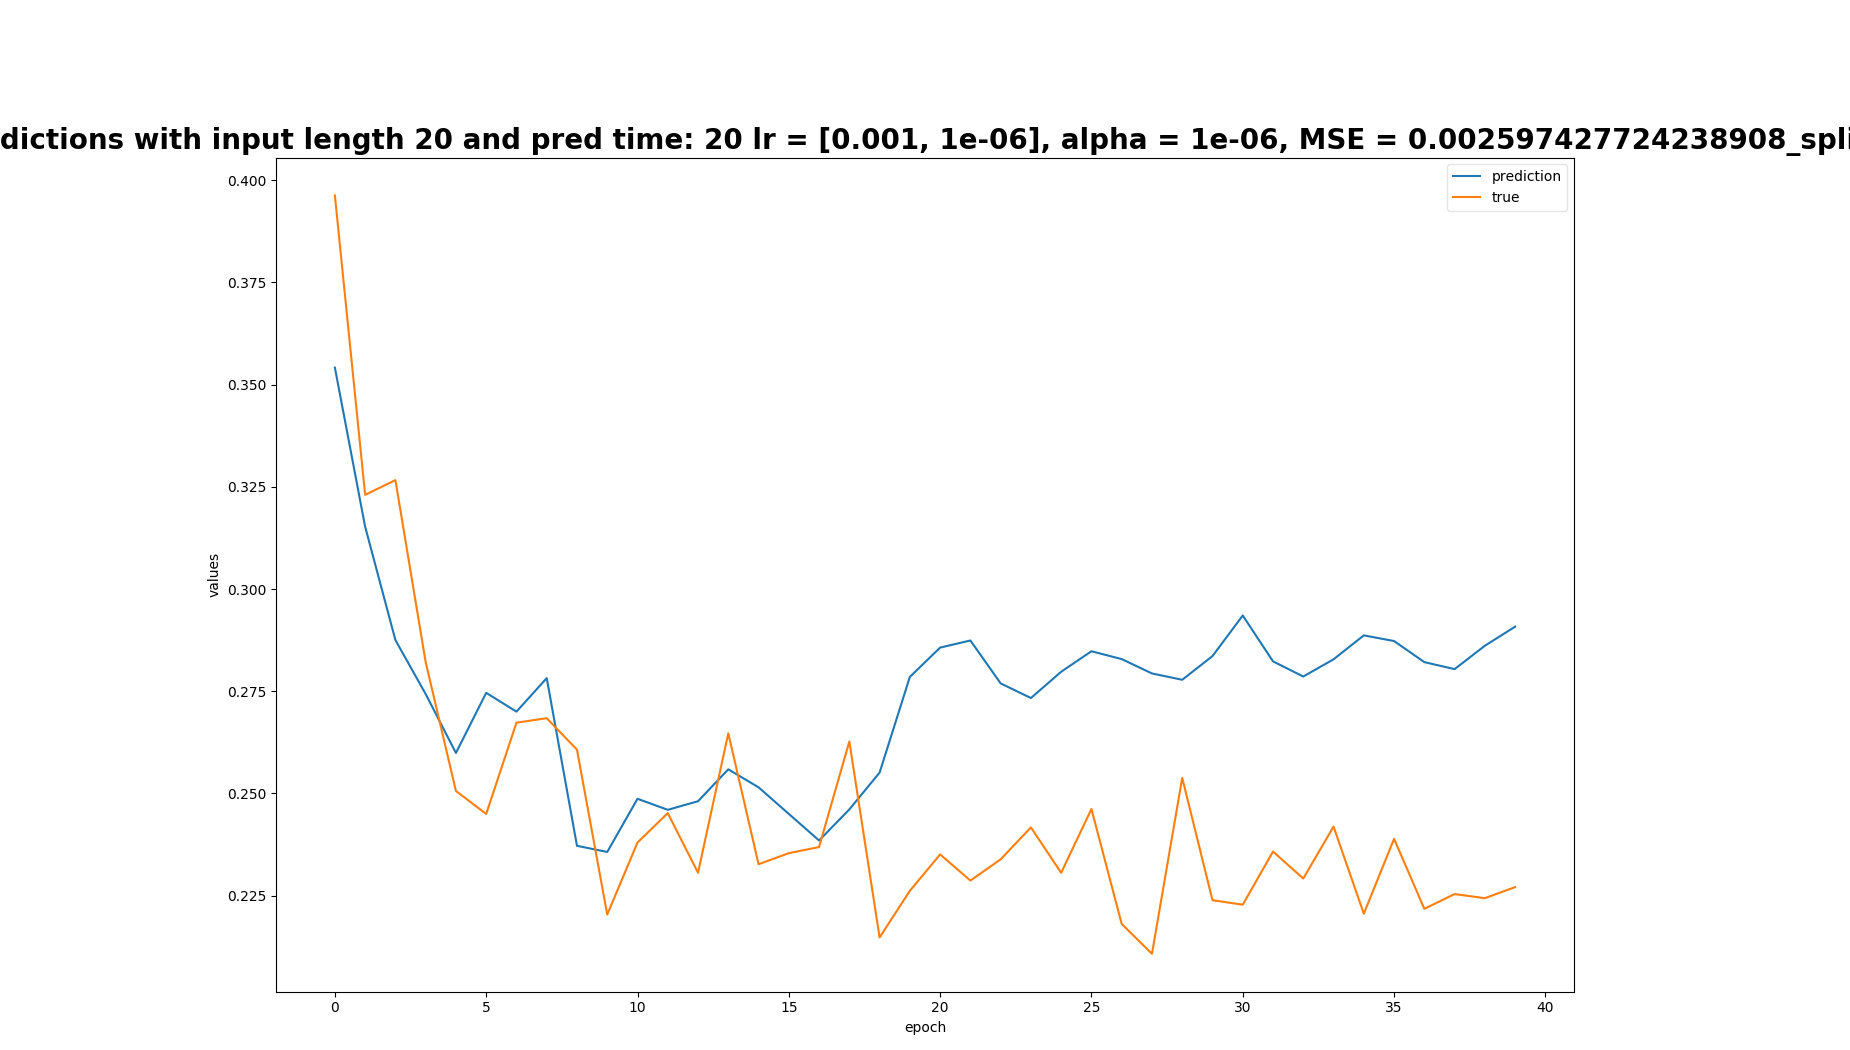 dictions with input length 20 and pred time: 20 lr = [0.001, 1e-06], alpha = 1e-06, MSE = 0.002597427724238908_spli
prediction
true
0.400
0.375
0.350
0.325
0.300
0.275
0.250
0.225
values
0 5 10 15 20 25 30 35 40
epoch